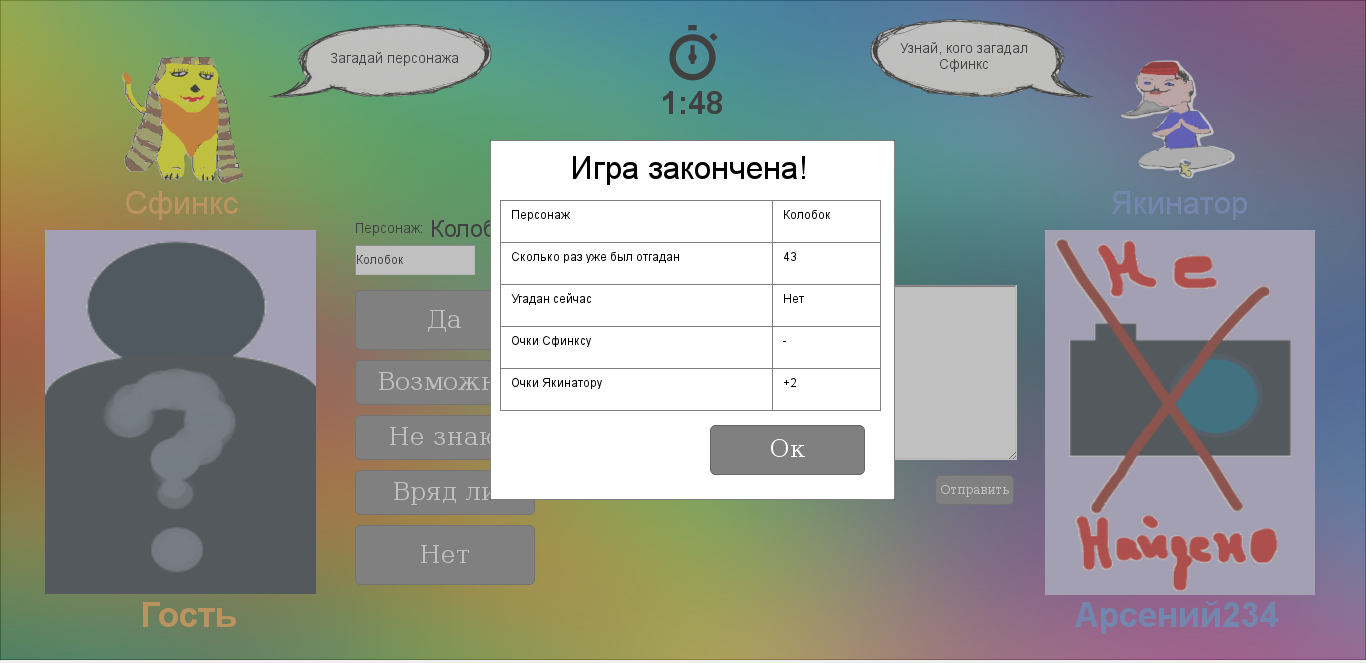 Загадай персонажа
Узнай, кого загадал
Сфинкс
1:48
Сфинкс
Якинатор
Игра закончена!
Персонаж Колобок
Сколько раз уже был отгадан 43
Угадан сейчас Нет
Очки Сфинксу -
Очки Якинатору +2
Ок
Персонаж: Колоб
Колобок
Да
Возможн
Не знаю
Вряд ли
Нет
Отправить
Не
Найдено
Гость
Арсений234